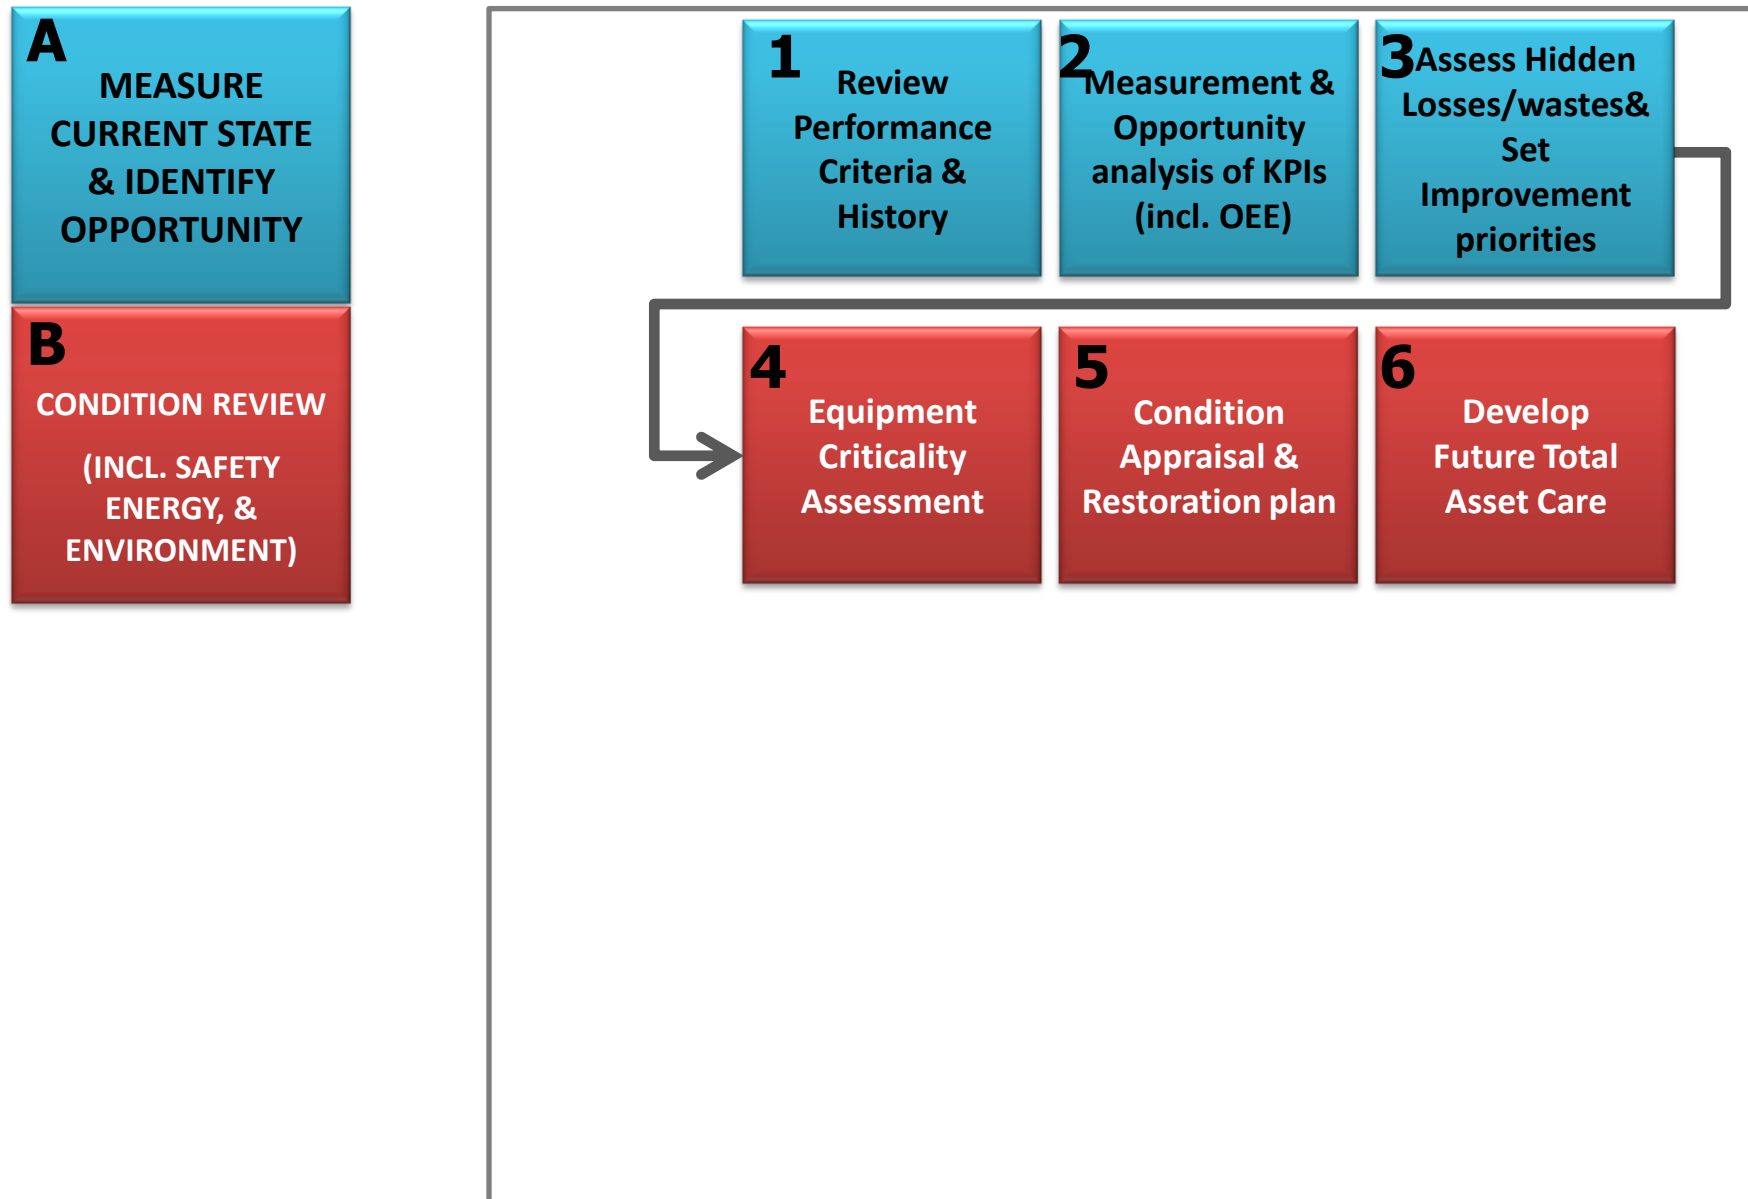 A
MEASURE
CURRENT STATE
& IDENTIFY
OPPORTUNITY
B
CONDITION REVIEW
(INCL. SAFETY
ENERGY, &
ENVIRONMENT)
1
Review
Performance
Criteria &
History
2
Measurement &
Opportunity
analysis of KPIs
(incl. OEE)
3
Assess Hidden
Losses/wastes&
Set
Improvement
priorities
4
Equipment
Criticality
Assessment
5
Condition
Appraisal &
Restoration plan
6
Develop
Future Total
Asset Care